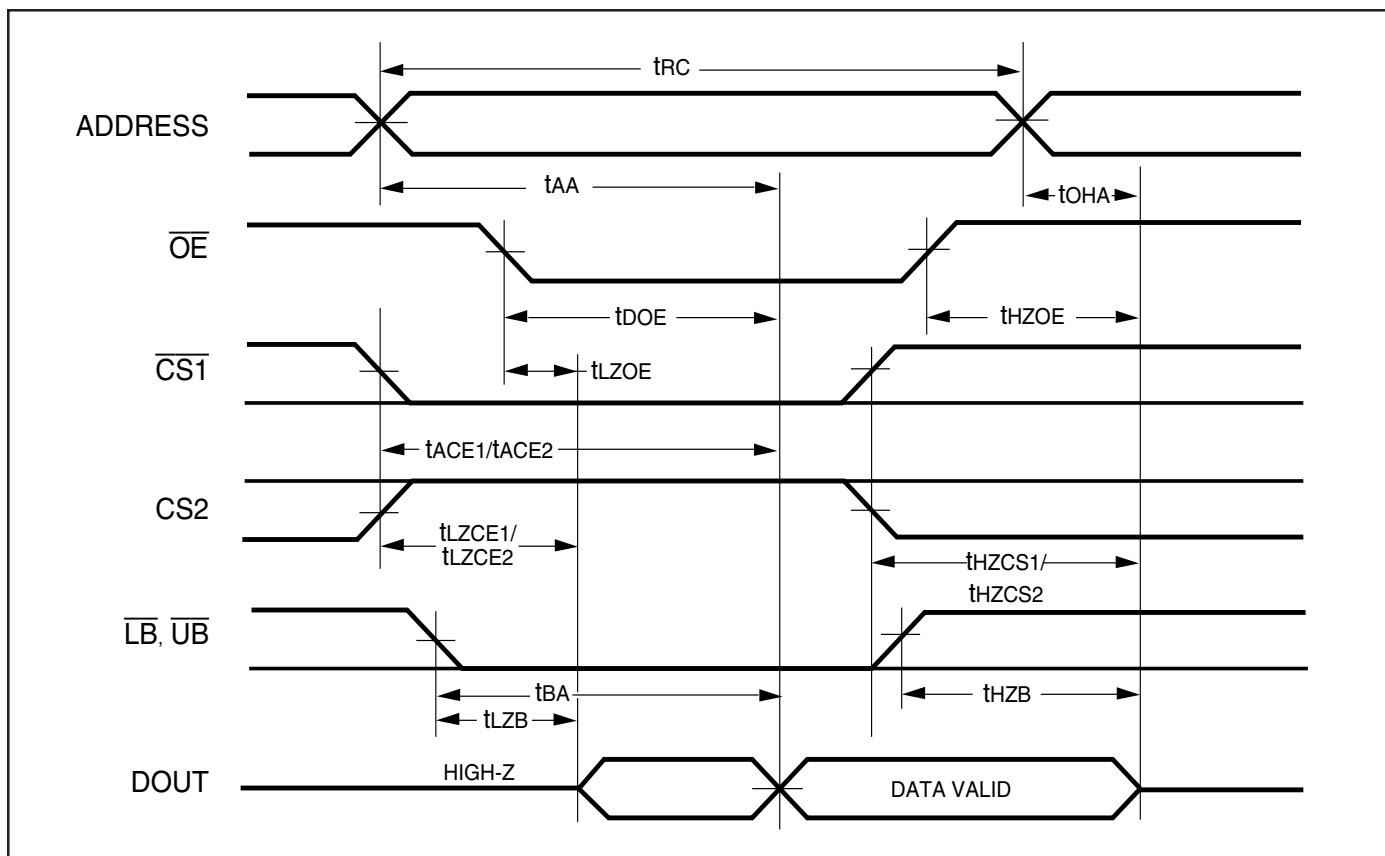 tRC
ADDRESS
tAA
tOHA
OE
tDOE
tHZOE
CS1
tLZOE
tACE1/tACE2
CS2
tLZCE1/
tLZCE2
tHZCS1/
tHZCS2
LB, UB
tBA
tHZB
tLZB
HIGH-Z
DOUT
DATA VALID